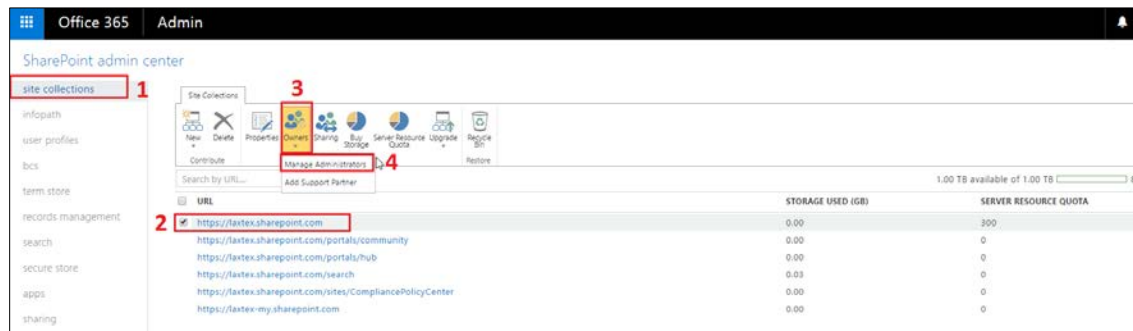 Office 365 Admin
SharePoint admin center
site collections 1
infopath
user profiles
bcs
term store
records management
search
secure store
apps
sharing
3
Site Collections
New Delete Properties Owners Sharing Buy Storage Server Resource Quota Upgrade Recycle Bin
Contribute Restore
Manage Administrators 4
Add Support Partner
Search by URL...
1.00 TB available of 1.00 TB
URL STORAGE USED (GB) SERVER RESOURCE QUOTA
2 https://laxtex.sharepoint.com 0.00 300
https://laxtex.sharepoint.com/portals/community 0.00 0
https://laxtex.sharepoint.com/portals/hub 0.00 0
https://laxtex.sharepoint.com/search 0.03 0
https://laxtex.sharepoint.com/sites/CompliancePolicyCenter 0.00 0
https://laxtex-my.sharepoint.com 0.00 0